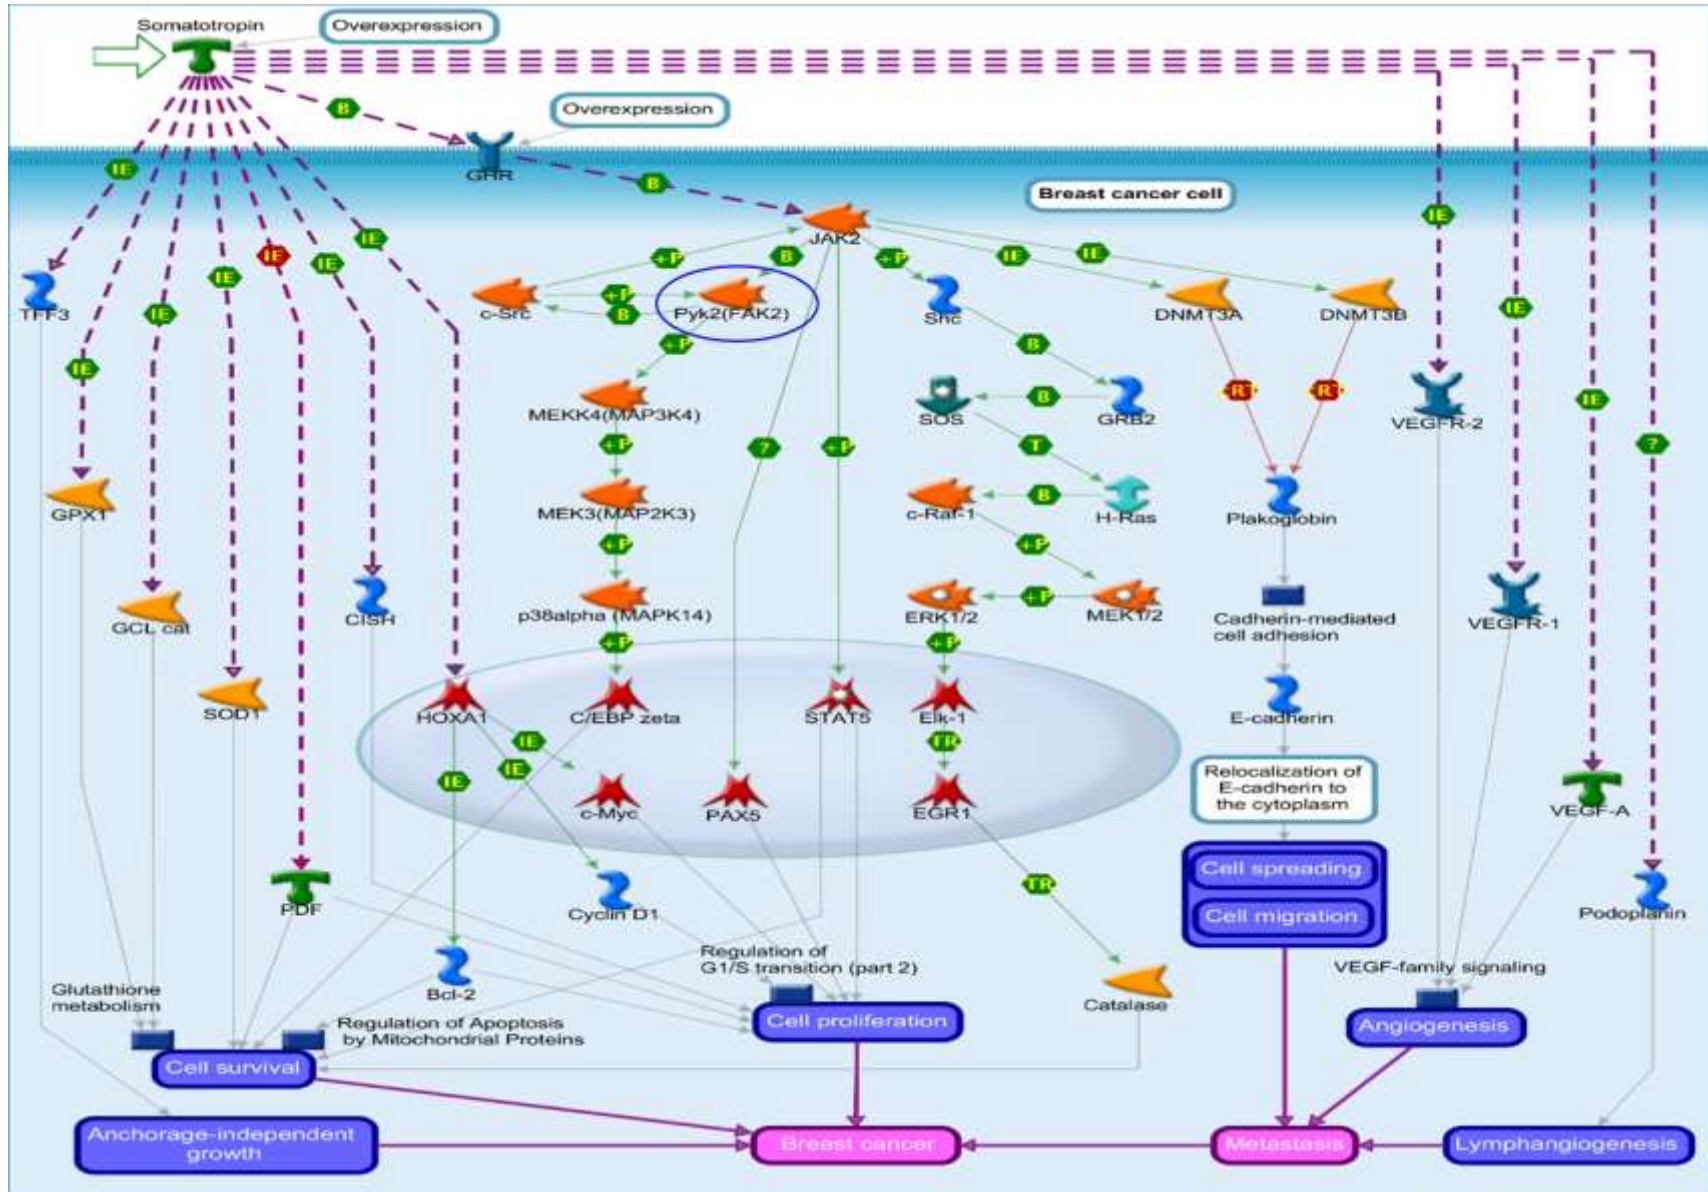 Somatotropin
Overexpression
B
Overexpression
GHR
IE
B
Breast cancer cell
JAK2
IE
IE
IE
IE
IE
+P
B
+P
IE
IE
IE
TFF3
IE
c-Src
+P
B
Pyk2(FAK2)
Shc
DNMT3A
DNMT3B
IE
IE
+P
B
MEKK4(MAP3K4)
SOS
B
GRB2
R
R
VEGFR-2
IE
+P
?
+P
T
?
GPX1
MEK3(MAP2K3)
c-Raf-1
B
H-Ras
Plakoglobin
+P
+P
CISH
p38alpha (MAPK14)
ERK1/2
+P
MEK1/2
Cadherin-mediated
cell adhesion
VEGFR-1
GCL cat
+P
+P
SOD1
HOXA1
C/EBP zeta
STAT5
Elk-1
E-cadherin
IE
IE
IE
TR
Relocalization of
E-cadherin to
the cytoplasm
c-Myc
PAX5
EGR1
VEGF-A
Cell spreading
Cell migration
PDF
Cyclin D1
TR
Podoplanin
Regulation of
G1/S transition (part 2)
VEGF-family signaling
Glutathione
metabolism
Bcl-2
Catalase
Regulation of Apoptosis
by Mitochondrial Proteins
Cell proliferation
Angiogenesis
Cell survival
Anchorage-independent
growth
Breast cancer
Metastasis
Lymphangiogenesis